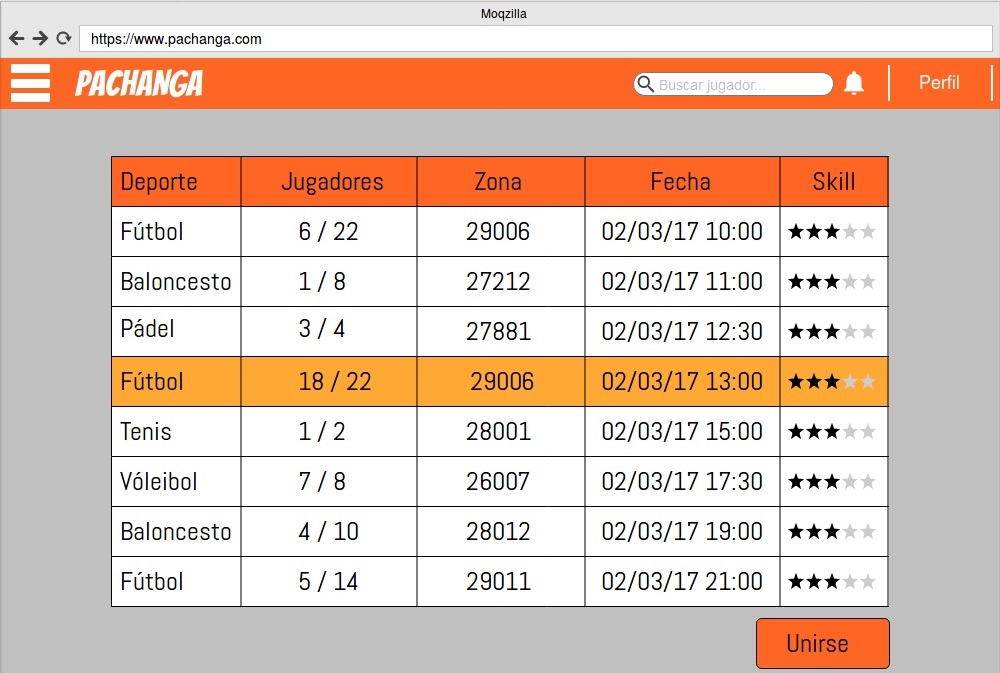 Moqzilla
https://www.pachanga.com
PACHANGA Buscar jugador... Perfil
Deporte Jugadores Zona Fecha Skill
Fútbol 6 / 22 29006 02/03/17 10:00
Baloncesto 1 / 8 27212 02/03/17 11:00
Pádel 3 / 4 27881 02/03/17 12:30
Fútbol 18 / 22 29006 02/03/17 13:00
Tenis 1 / 2 28001 02/03/17 15:00
Vóleibol 7 / 8 26007 02/03/17 17:30
Baloncesto 4 / 10 28012 02/03/17 19:00
Fútbol 5 / 14 29011 02/03/17 21:00
Unirse